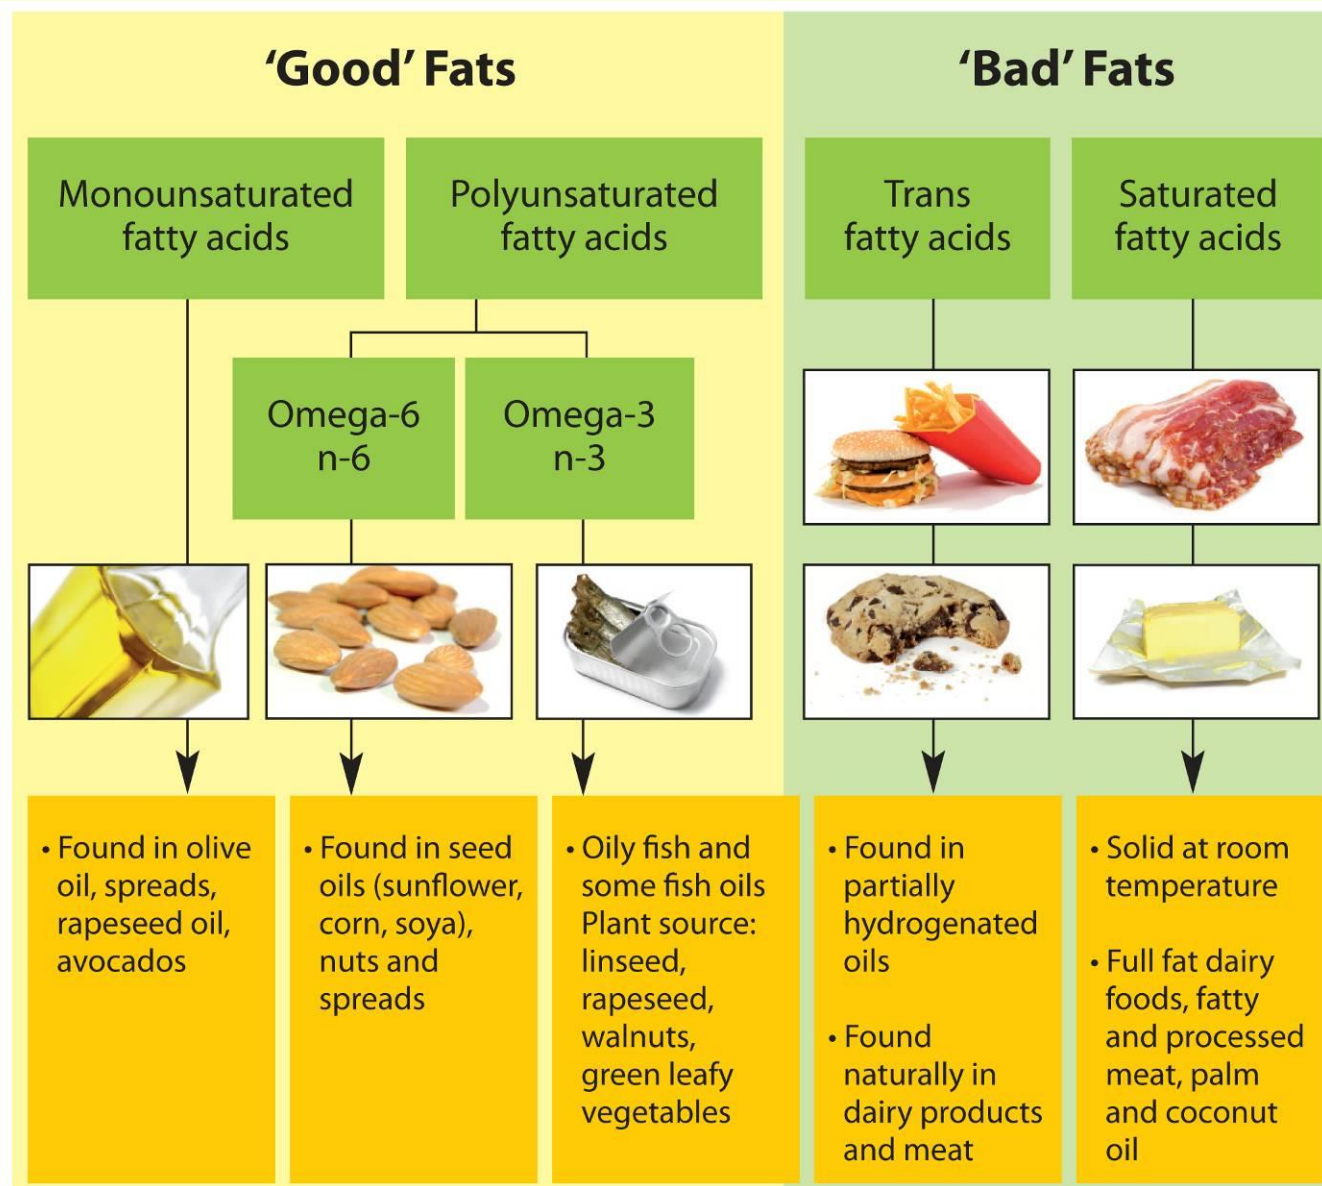 ‘Good’ Fats
‘Bad’ Fats
Monounsaturated
fatty acids
Polyunsaturated
fatty acids
Trans
fatty acids
Saturated
fatty acids
Omega-6
n-6
Omega-3
n-3
• Found in olive
oil, spreads,
rapeseed oil,
avocados
• Found in seed
oils (sunflower,
corn, soya),
nuts and
spreads
• Oily fish and
some fish oils
Plant source:
linseed,
rapeseed,
walnuts,
green leafy
vegetables
• Found in
partially
hydrogenated
oils
• Found
naturally in
dairy products
and meat
• Solid at room
temperature
• Full fat dairy
foods, fatty
and processed
meat, palm
and coconut
oil